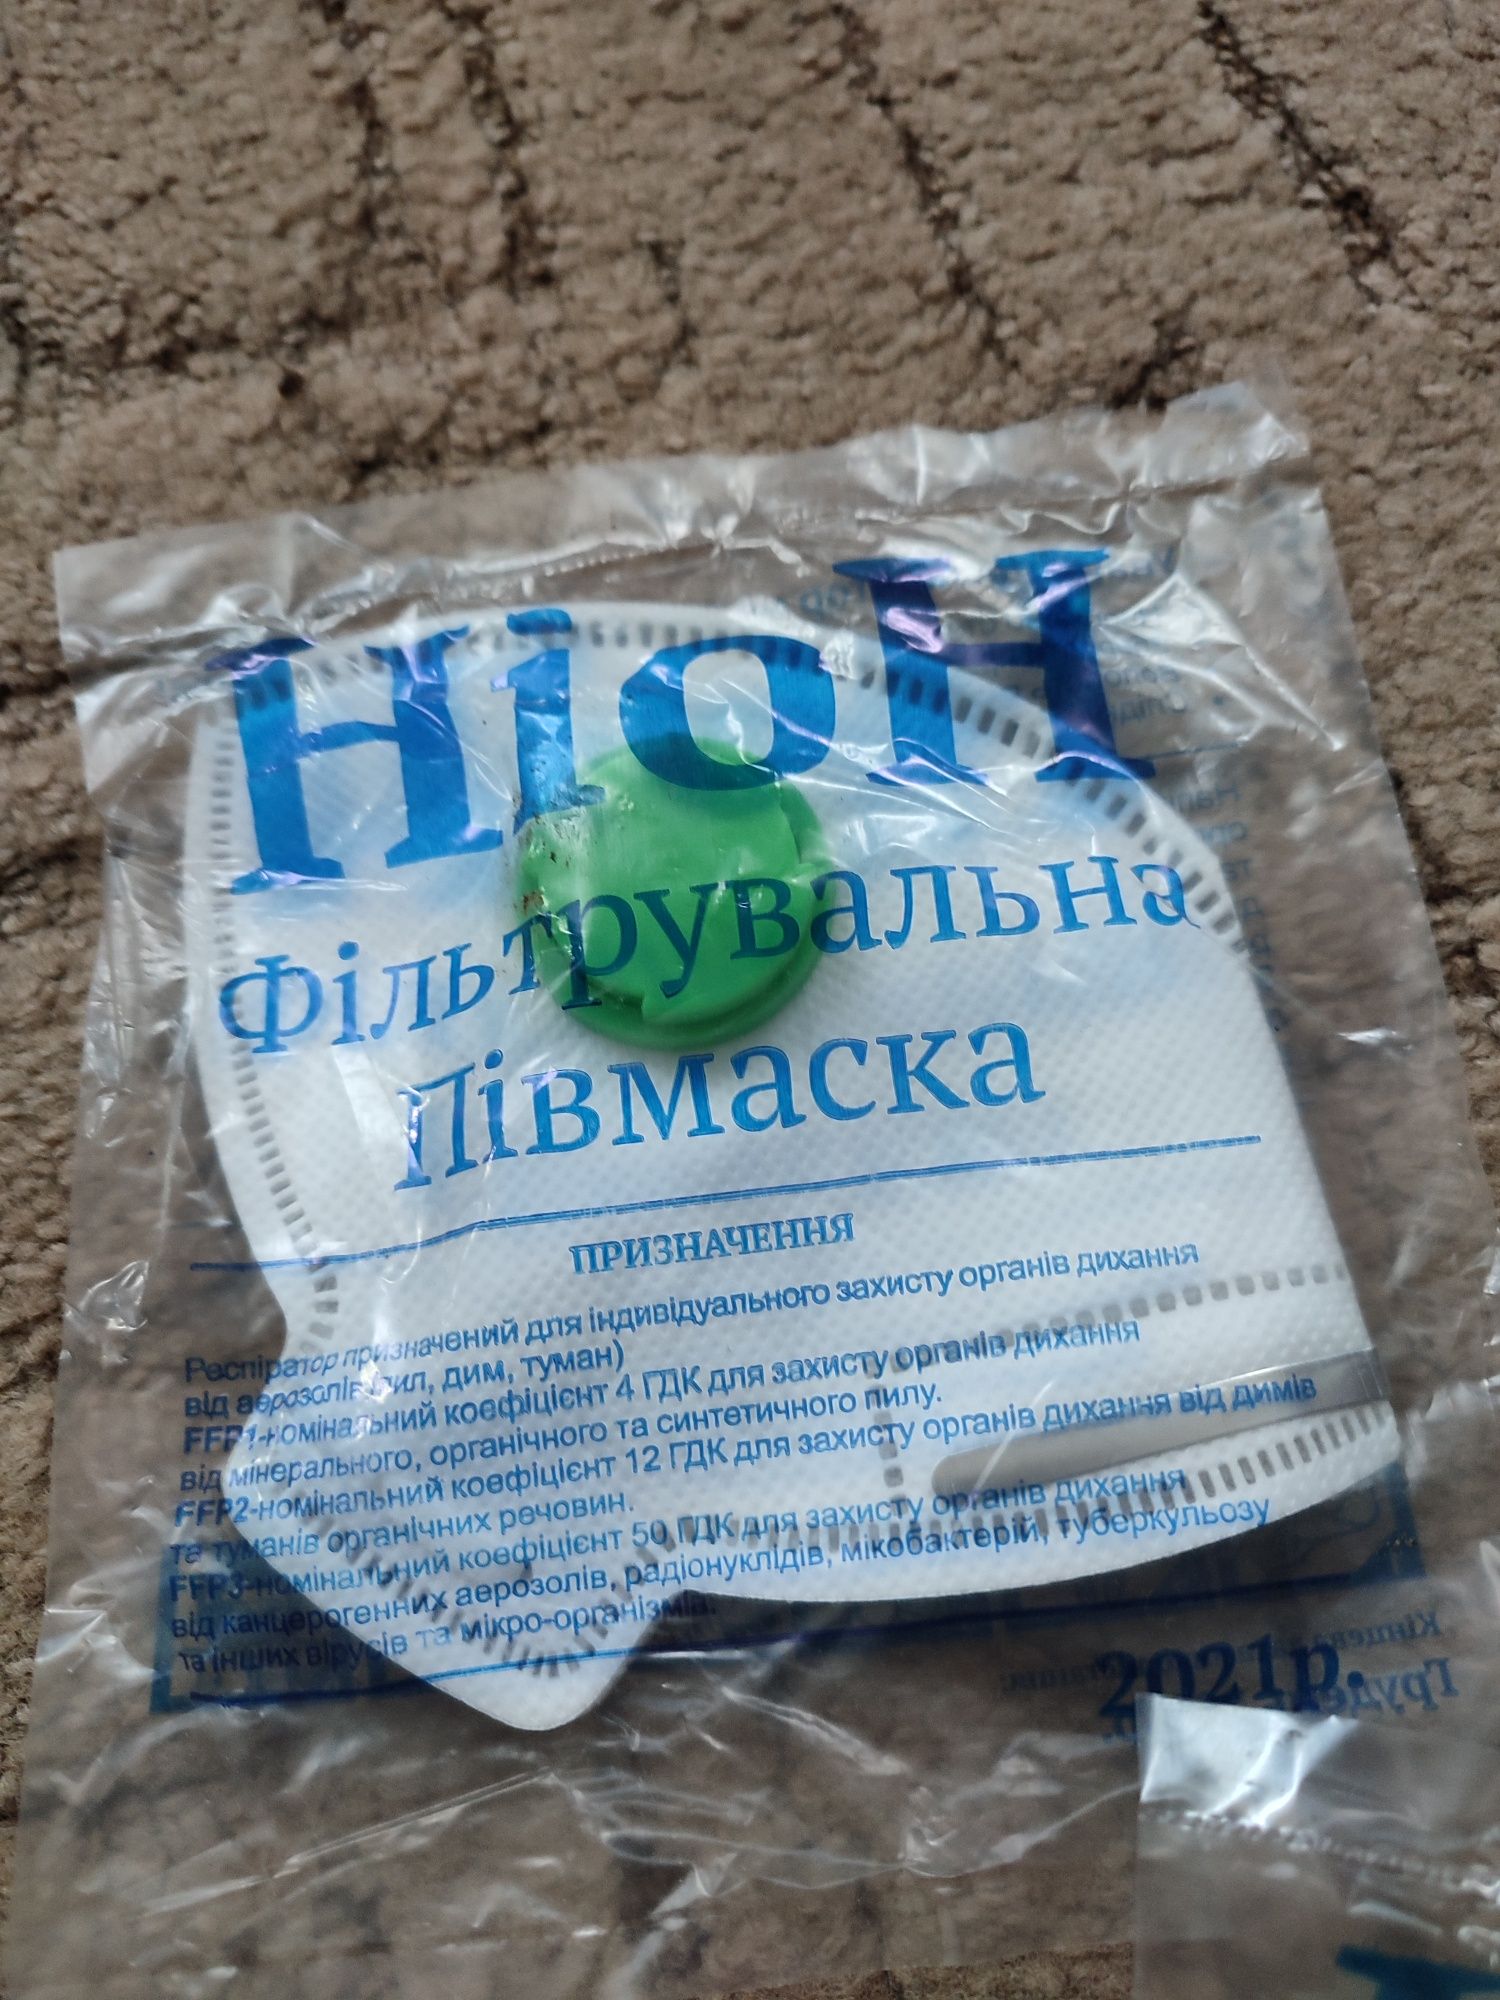 НіоН
Фільтрувальна
Півмаска
ПРИЗНАЧЕННЯ
Респіратор призначений для індивідуального захисту органів дихання
від аерозолів (пил, дим, туман)
FFP1-номінальний коефіцієнт 4 ГДК для захисту органів дихання
від мінерального, органічного та синтетичного пилу.
FFP2-номінальний коефіцієнт 12 ГДК для захисту органів дихання від димів
та туманів органічних речовин.
FFP3-номінальний коефіцієнт 50 ГДК для захисту органів дихання
від канцерогенних аерозолів, радіонуклідів, мікобактерій, туберкульозу
та інших вірусів та мікро-організмів.
2021р.